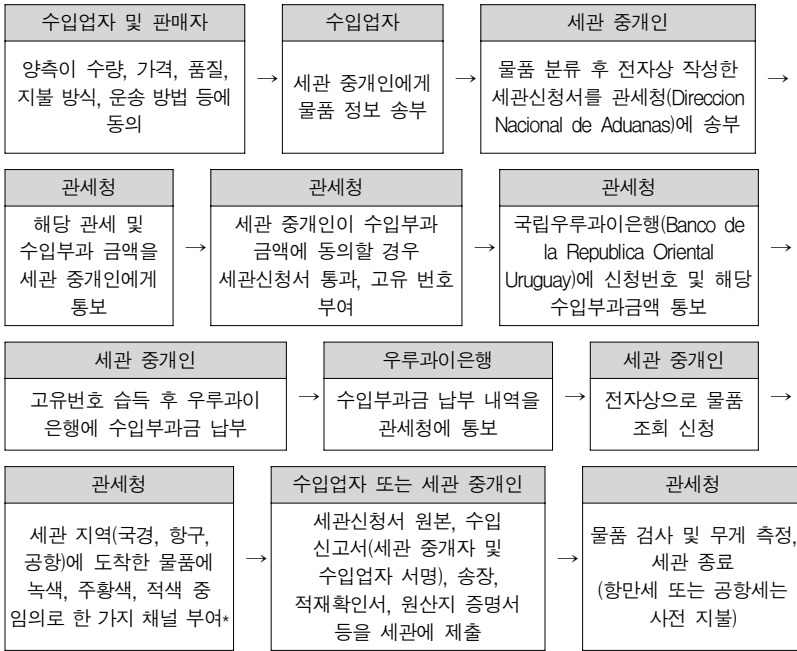 수입업자 및 판매자
양측이 수량, 가격, 품질,
지불 방식, 운송 방법 등에
동의
→
수입업자
세관 중개인에게
물품 정보 송부
→
세관 중개인
물품 분류 후 전자상 작성한
세관신청서를 관세청(Direccion
Nacional de Aduanas)에 송부
→
관세청
해당 관세 및
수입부과 금액을
세관 중개인에게
통보
→
관세청
세관 중개인이 수입부과
금액에 동의할 경우
세관신청서 통과, 고유 번호
부여
→
관세청
국립우루과이은행(Banco de
la Republica Oriental
Uruguay)에 신청번호 및 해당
수입부과금액 통보
→
세관 중개인
고유번호 습득 후 우루과이
은행에 수입부과금 납부
→
우루과이은행
수입부과금 납부 내역을
관세청에 통보
→
세관 중개인
전자상으로 물품
조회 신청
→
관세청
세관 지역(국경, 항구,
공항)에 도착한 물품에
녹색, 주황색, 적색 중
임의로 한 가지 채널 부여*
→
수입업자 또는 세관 중개인
세관신청서 원본, 수입
신고서(세관 중개자 및
수입업자 서명), 송장,
적재확인서, 원산지 증명서
등을 세관에 제출
→
관세청
물품 검사 및 무게 측정,
세관 종료
(항만세 또는 공항세는
사전 지불)